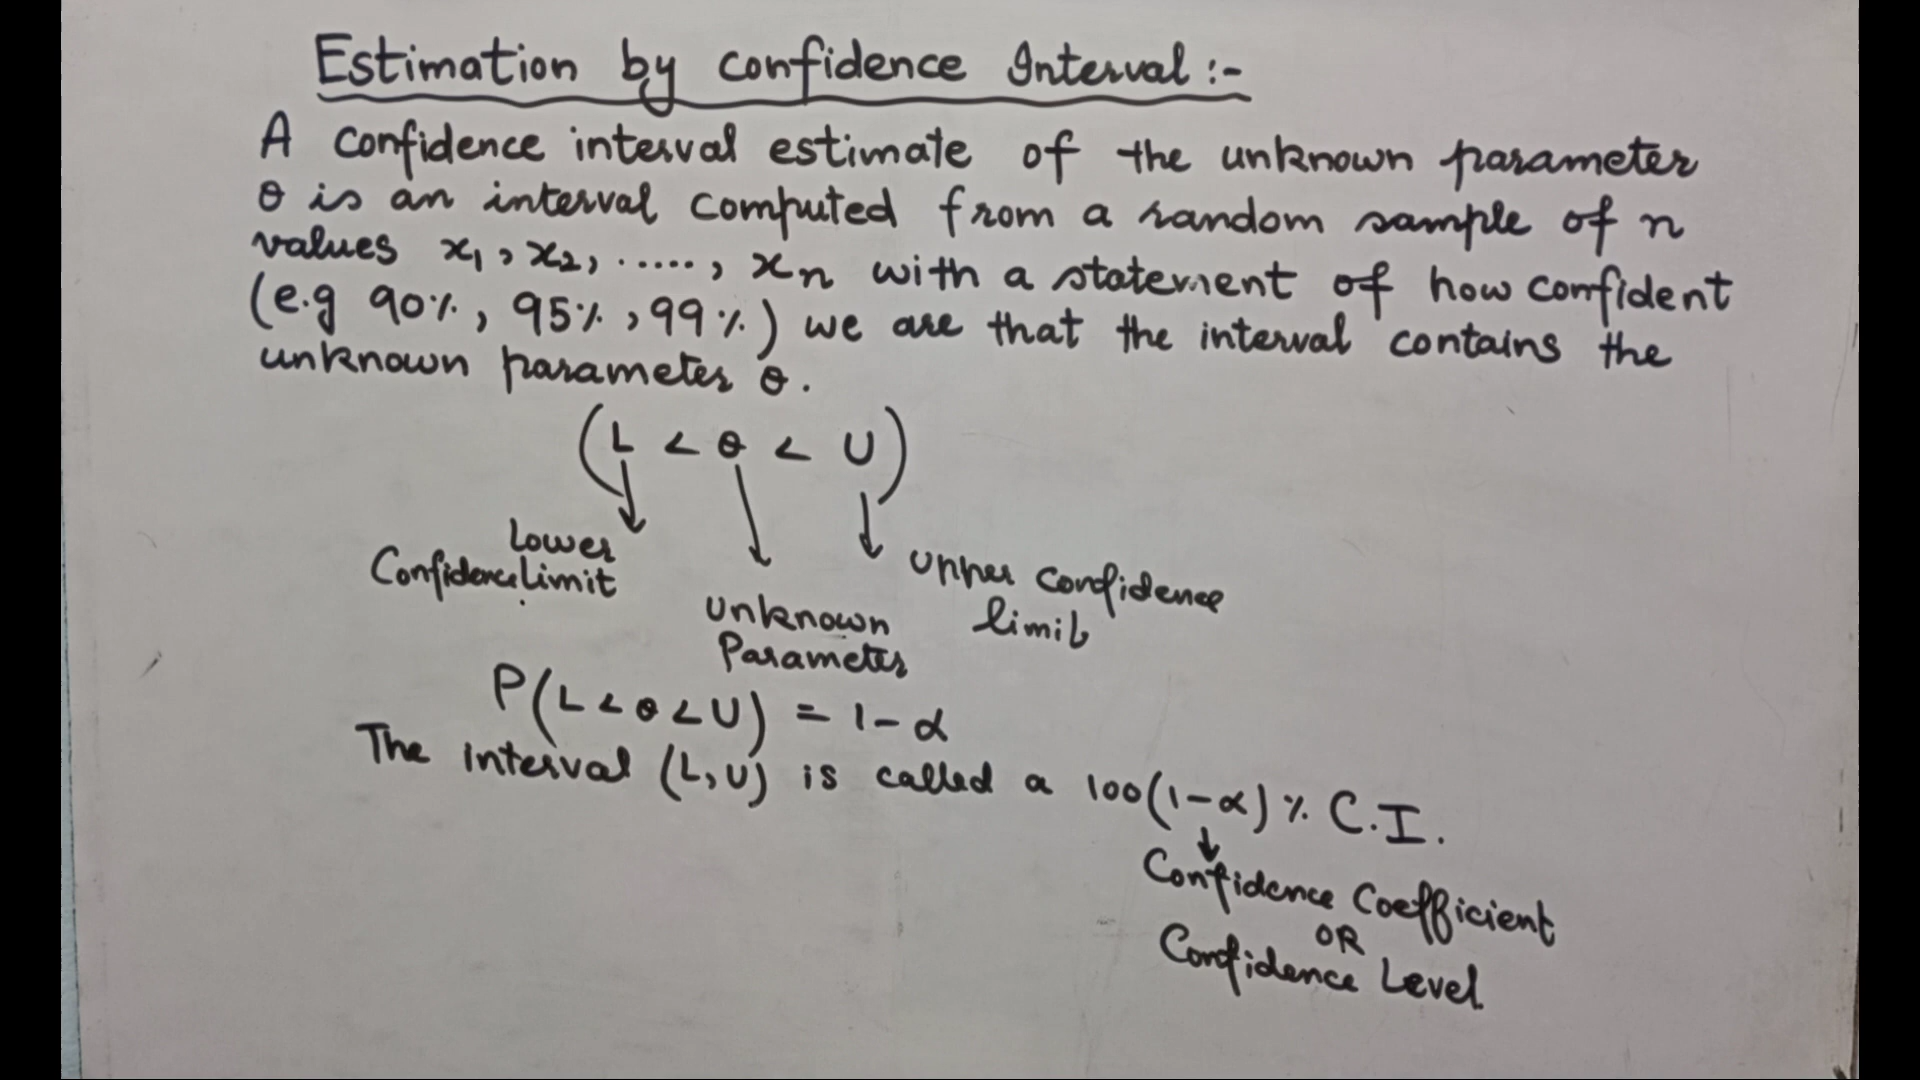 Estimation by confidence Interval :-
A confidence interval estimate of the unknown parameter
θ is an interval computed from a random sample of n
values x₁, x₂, ....., xn with a statement of how confident
(e.g 90%, 95%, 99%) we are that the interval contains the
unknown parameter θ.
(L < θ < U)
Lower
Confidence Limit
Unknown
Parameter
Upper Confidence
limit
P(L < θ < U) = 1 - α
The interval (L, U) is called a 100(1-α)% C.I.
Confidence Coefficient
OR
Confidence Level